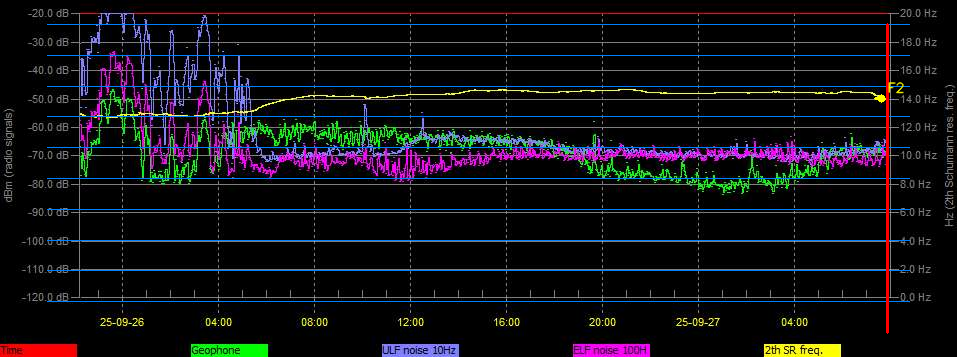 -20.0 dB
-30.0 dB
-40.0 dB
-50.0 dB
-60.0 dB
-70.0 dB
-80.0 dB
-90.0 dB
-100.0 dB
-110.0 dB
-120.0 dB
dBm (radio signals)
20.0 Hz
18.0 Hz
16.0 Hz
14.0 Hz
12.0 Hz
10.0 Hz
8.0 Hz
6.0 Hz
4.0 Hz
2.0 Hz
0.0 Hz
Hz (2th Schumann res. freq.)
F2
25-09-26 04:00 08:00 12:00 16:00 20:00 25-09-27 04:00
Time Geophone ULF noise 10Hz ELF noise 100H 2th SR freq.